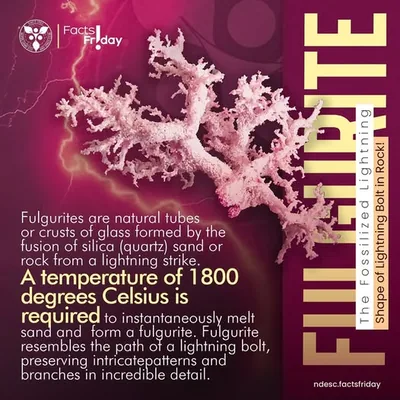 Facts
Fr!day
FULGURITE
The Fossilized Lightning
Shape of Lightning Bolt in Rock!
Fulgurites are natural tubes
or crusts of glass formed by the
fusion of silica (quartz) sand or
rock from a lightning strike.
A temperature of 1800
degrees Celsius is
required to instantaneously melt
sand and form a fulgurite. Fulgurite
resembles the path of a lightning bolt,
preserving intricatepatterns and
branches in incredible detail.
ndesc.factsfriday